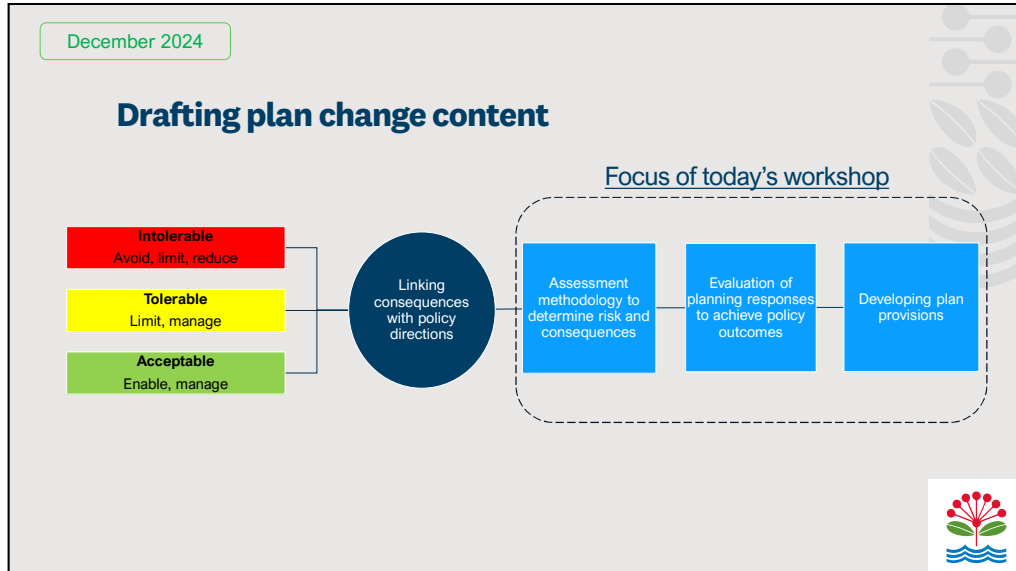 December 2024
Drafting plan change content
Focus of today’s workshop
Intolerable
Avoid, limit, reduce
Tolerable
Limit, manage
Acceptable
Enable, manage
Linking
consequences
with policy
directions
Assessment
methodology to
determine risk and
consequences
Evaluation of
planning responses
to achieve policy
outcomes
Developing plan
provisions